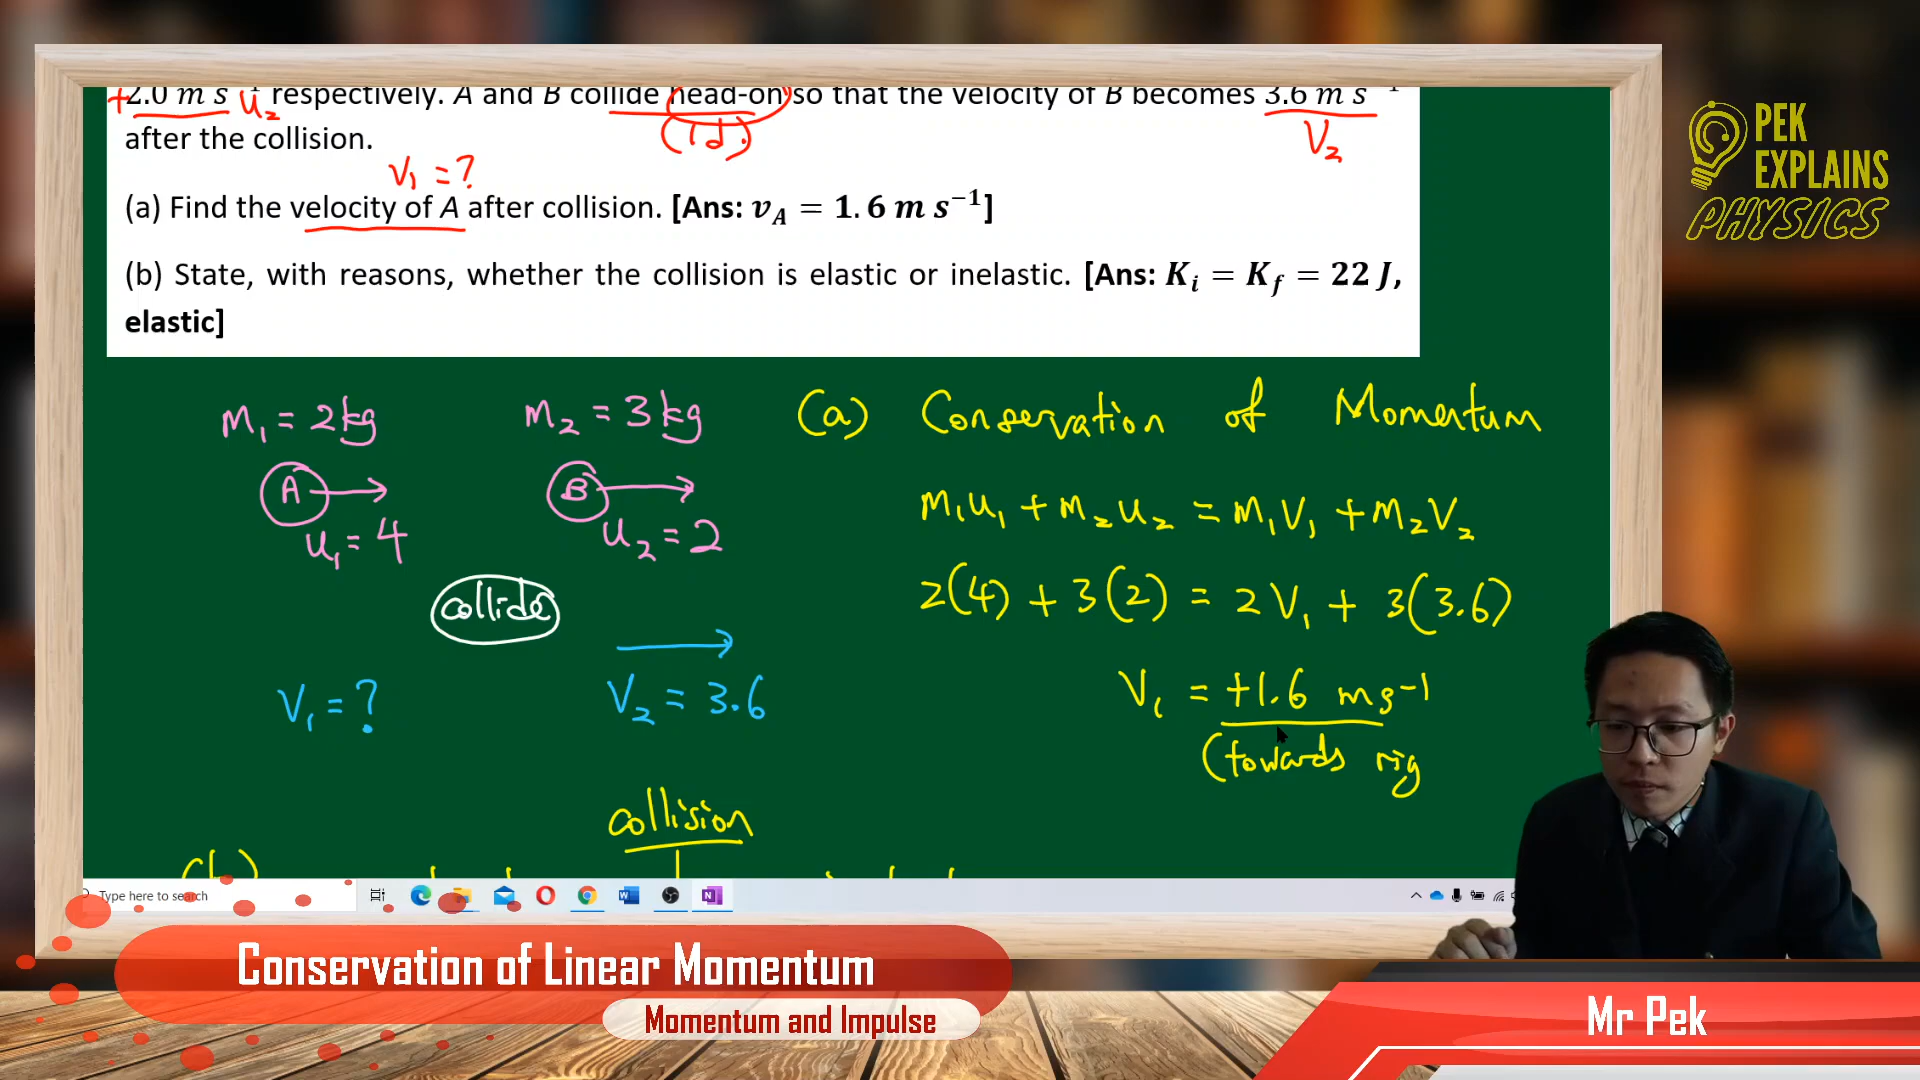 +2.0 m s u₂ respectively. A and B collide head-on so that the velocity of B becomes 3.6 m s⁻¹
(1d.)
V₂
after the collision.
V₁ = ?
(a) Find the velocity of A after collision. [Ans: v_A = 1.6 m s⁻¹]
(b) State, with reasons, whether the collision is elastic or inelastic. [Ans: K_i = K_f = 22 J,
elastic]
m₁ = 2kg
m₂ = 3kg
A
B
u₁ = 4
u₂ = 2
collide
V₁ = ?
V₂ = 3.6
(a) Conservation of Momentum
m₁u₁ + m₂u₂ = m₁V₁ + m₂V₂
2(4) + 3(2) = 2V₁ + 3(3.6)
V₁ = +1.6 ms⁻¹
(towards rig
collision
Type here to search
PEK
EXPLAINS
PHYSICS
Conservation of Linear Momentum
Momentum and Impulse
Mr Pek